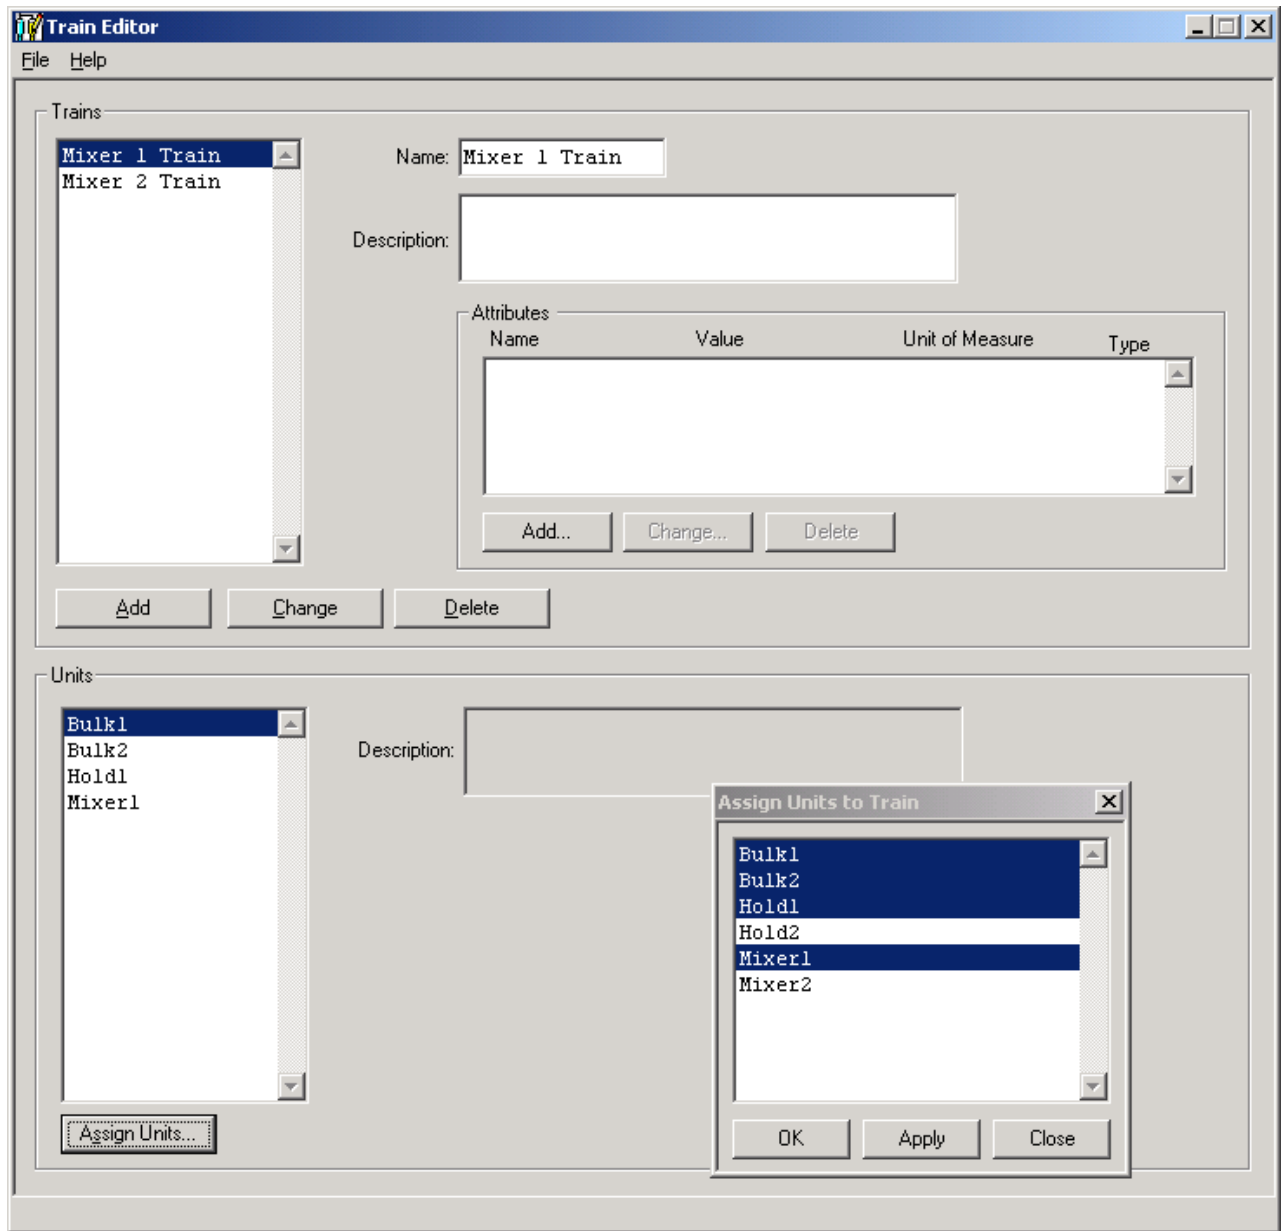 Train Editor
File Help
Trains
Mixer 1 Train
Mixer 2 Train
Name: Mixer 1 Train
Description:
Attributes
Name Value Unit of Measure Type
Add... Change... Delete
Add Change Delete
Units
Bulk1
Bulk2
Hold1
Mixer1
Description:
Assign Units...
Assign Units to Train
Bulk1
Bulk2
Hold1
Hold2
Mixer1
Mixer2
OK Apply Close